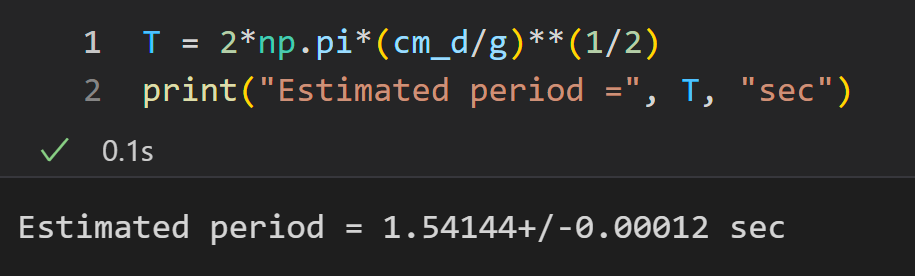 1 T = 2*np.pi*(cm_d/g)**(1/2)
2 print("Estimated period =", T, "sec")
✓ 0.1s
Estimated period = 1.54144+/-0.00012 sec